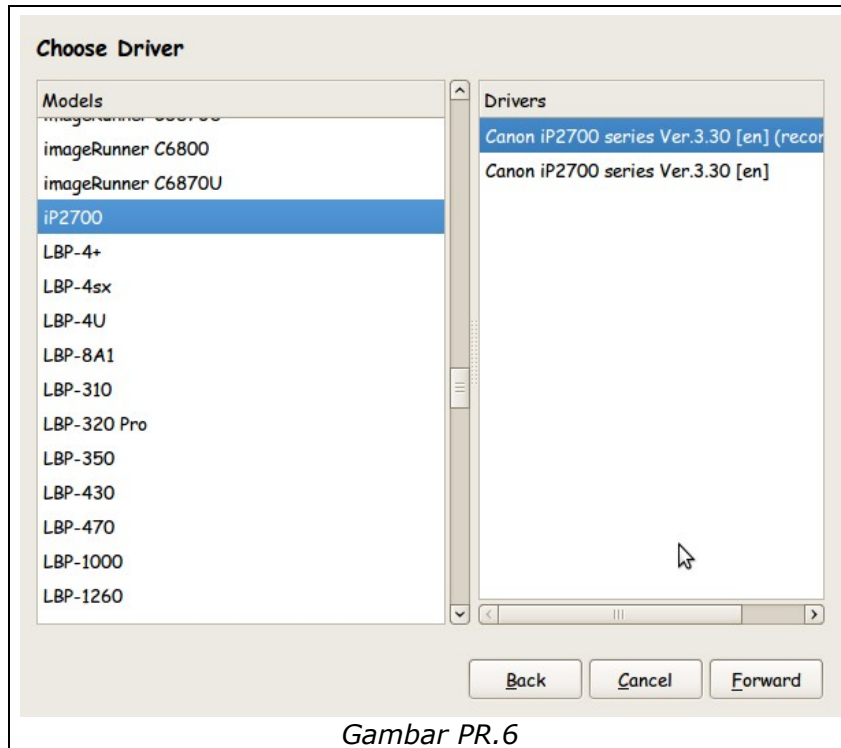 Choose Driver
Models
imageRunner C6800
imageRunner C6870U
iP2700
LBP-4+
LBP-4sx
LBP-4U
LBP-8A1
LBP-310
LBP-320 Pro
LBP-350
LBP-430
LBP-470
LBP-1000
LBP-1260
Drivers
Canon iP2700 series Ver.3.30 [en] (recor
Canon iP2700 series Ver.3.30 [en]
Back Cancel Forward
Gambar PR.6